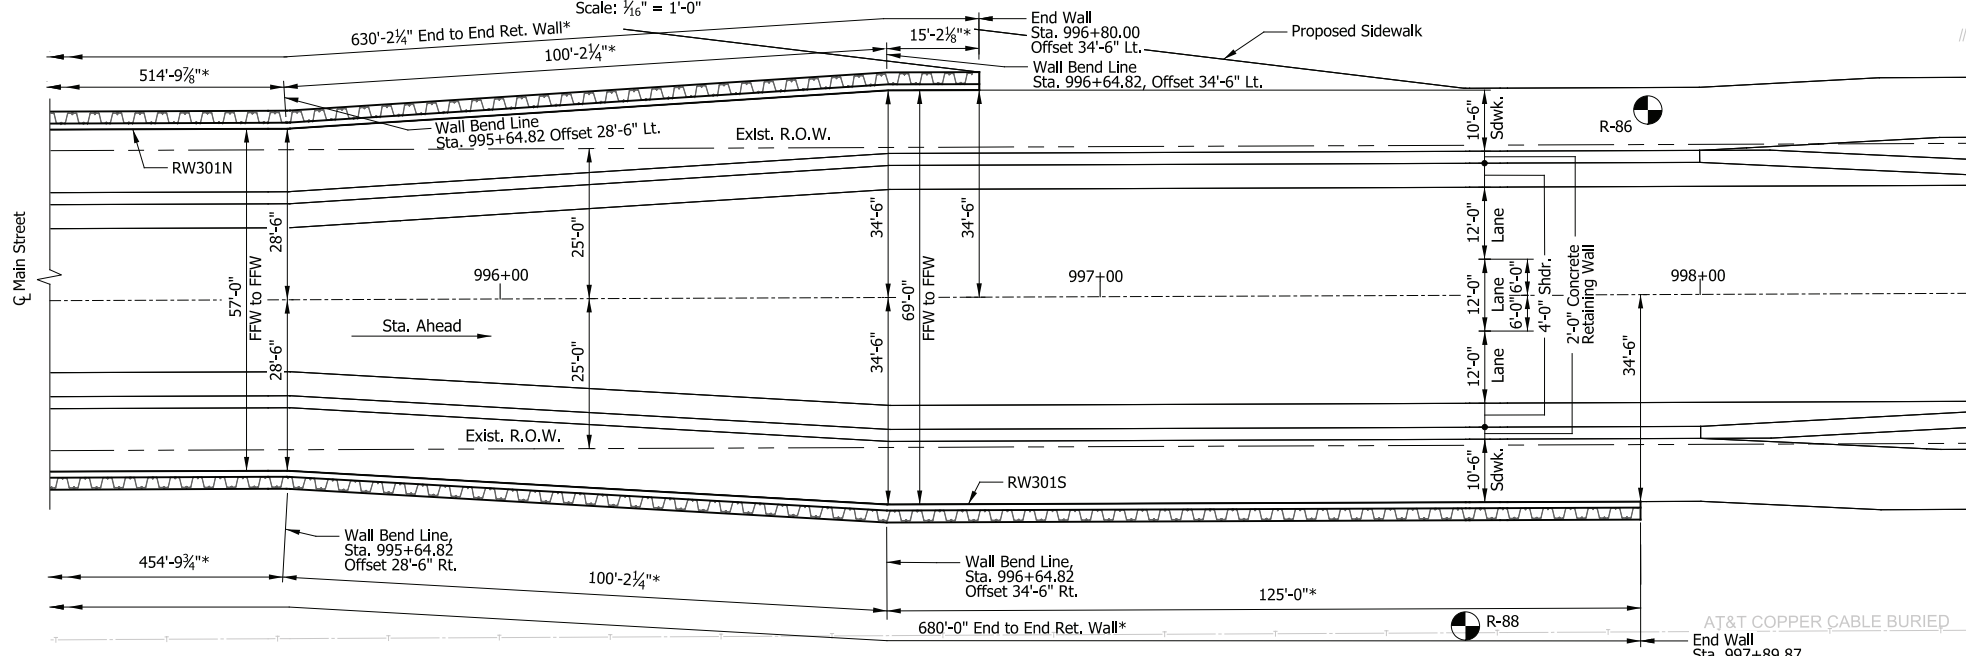 Scale: 1/16" = 1'-0"
630'-2¼" End to End Ret. Wall*
15'-2⅛"*
End Wall
Sta. 996+80.00
Offset 34'-6" Lt.
Proposed Sidewalk
514'-9⅞"*
100'-2¼"*
Wall Bend Line
Sta. 996+64.82, Offset 34'-6" Lt.
Wall Bend Line
Sta. 995+64.82 Offset 28'-6" Lt.
Exist. R.O.W.
RW301N
R-86
10'-6"
Sdwk.
℄ Main Street
57'-0"
FFW to FFW
28'-6"
28'-6"
25'-0"
25'-0"
34'-6"
34'-6"
69'-0"
FFW to FFW
34'-6"
996+00
997+00
998+00
Sta. Ahead
12'-0"
Lane
12'-0"
Lane
12'-0"
Lane
6'-0"
6'-0"
4'-0" Shdr.
2'-0" Concrete
Retaining Wall
34'-6"
Exist. R.O.W.
10'-6"
Sdwk.
RW301S
Wall Bend Line,
Sta. 995+64.82
Offset 28'-6" Rt.
454'-9¾"*
100'-2¼"*
Wall Bend Line,
Sta. 996+64.82
Offset 34'-6" Rt.
125'-0"*
680'-0" End to End Ret. Wall*
R-88
AT&T COPPER CABLE BURIED
End Wall
Sta. 997+89.87